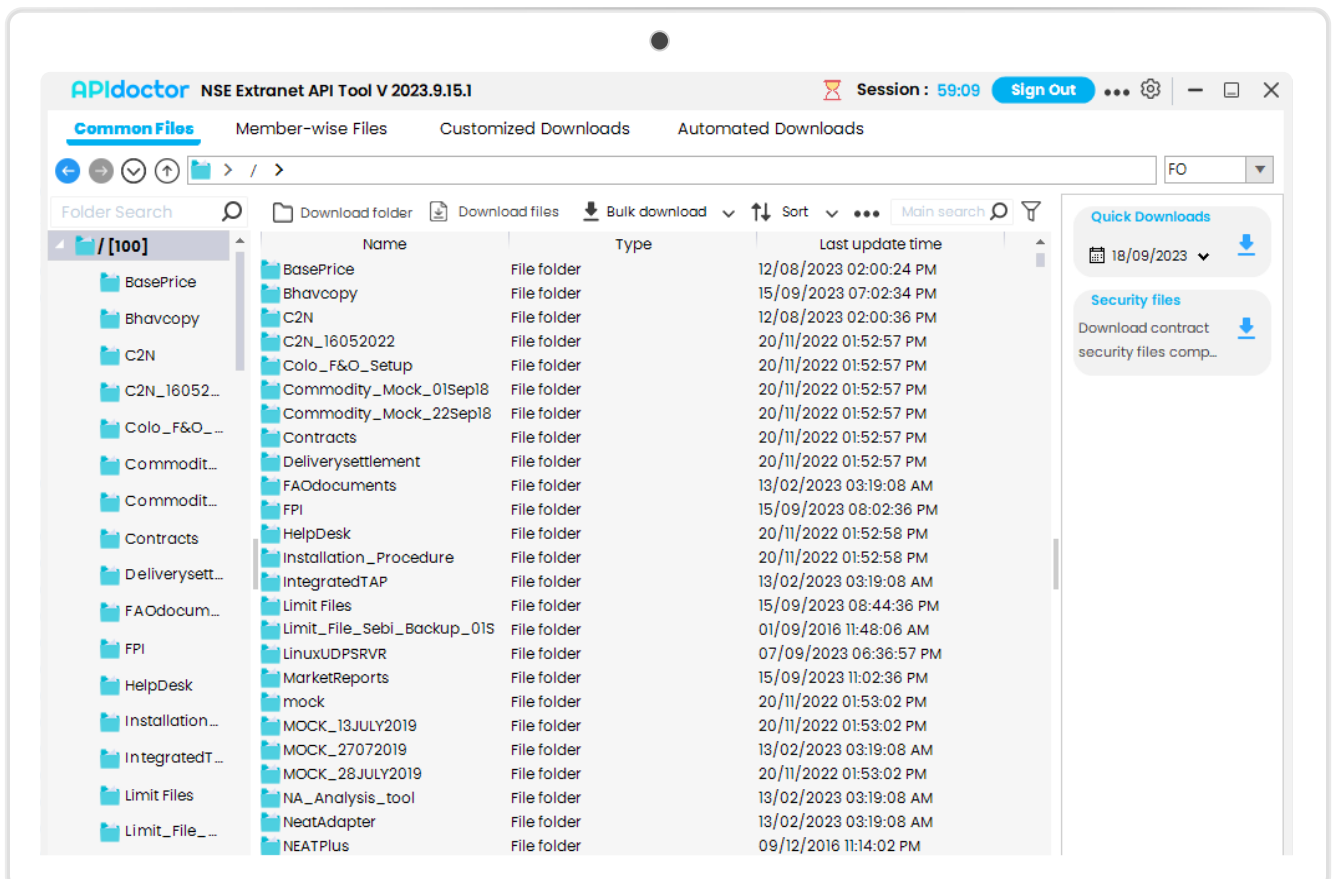 APIdoctor NSE Extranet API Tool V 2023.9.15.1 Session : 59:09 Sign Out
Common Files Member-wise Files Customized Downloads Automated Downloads
> / > FO
Folder Search Download folder Download files Bulk download Sort Main search
/ [100]
BasePrice
Bhavcopy
C2N
C2N_16052...
Colo_F&O_...
Commodit...
Commodit...
Contracts
Deliverysett...
FAOdocum...
FPI
HelpDesk
Installation...
IntegratedT...
Limit Files
Limit_File_...
Name Type Last update time
BasePrice File folder 12/08/2023 02:00:24 PM
Bhavcopy File folder 15/09/2023 07:02:34 PM
C2N File folder 12/08/2023 02:00:36 PM
C2N_16052022 File folder 20/11/2022 01:52:57 PM
Colo_F&O_Setup File folder 20/11/2022 01:52:57 PM
Commodity_Mock_01Sep18 File folder 20/11/2022 01:52:57 PM
Commodity_Mock_22Sep18 File folder 20/11/2022 01:52:57 PM
Contracts File folder 20/11/2022 01:52:57 PM
Deliverysettlement File folder 20/11/2022 01:52:57 PM
FAOdocuments File folder 13/02/2023 03:19:08 AM
FPI File folder 15/09/2023 08:02:36 PM
HelpDesk File folder 20/11/2022 01:52:58 PM
Installation_Procedure File folder 20/11/2022 01:52:58 PM
IntegratedTAP File folder 13/02/2023 03:19:08 AM
Limit Files File folder 15/09/2023 08:44:36 PM
Limit_File_Sebi_Backup_01S File folder 01/09/2016 11:48:06 AM
LinuxUDPSRVR File folder 07/09/2023 06:36:57 PM
MarketReports File folder 15/09/2023 11:02:36 PM
mock File folder 20/11/2022 01:53:02 PM
MOCK_13JULY2019 File folder 20/11/2022 01:53:02 PM
MOCK_27072019 File folder 13/02/2023 03:19:08 AM
MOCK_28JULY2019 File folder 20/11/2022 01:53:02 PM
NA_Analysis_tool File folder 13/02/2023 03:19:08 AM
NeatAdapter File folder 13/02/2023 03:19:08 AM
NEATPlus File folder 09/12/2016 11:14:02 PM
Quick Downloads
18/09/2023
Security files
Download contract
security files comp...